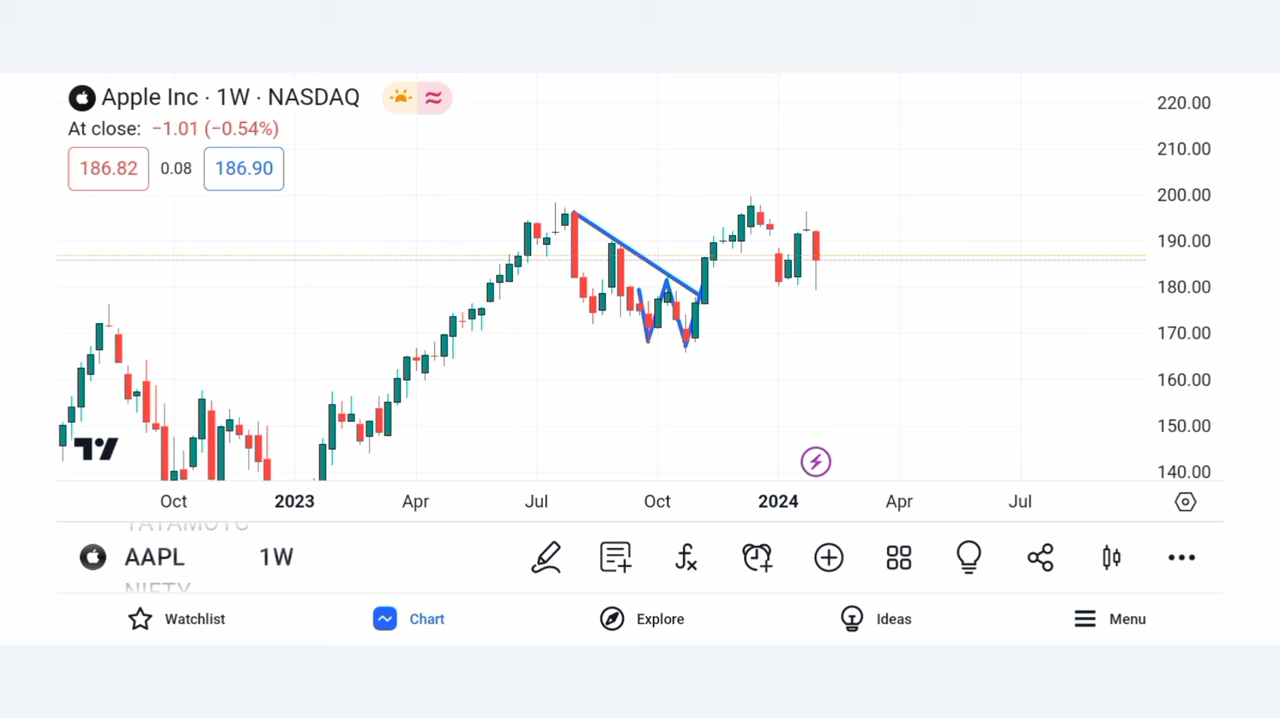 Apple Inc · 1W · NASDAQ
At close: −1.01 (−0.54%)
186.82 0.08 186.90
220.00
210.00
200.00
190.00
180.00
170.00
160.00
150.00
140.00
Oct 2023 Apr Jul Oct 2024 Apr Jul
AAPL 1W
NIFTY
Watchlist Chart Explore Ideas Menu